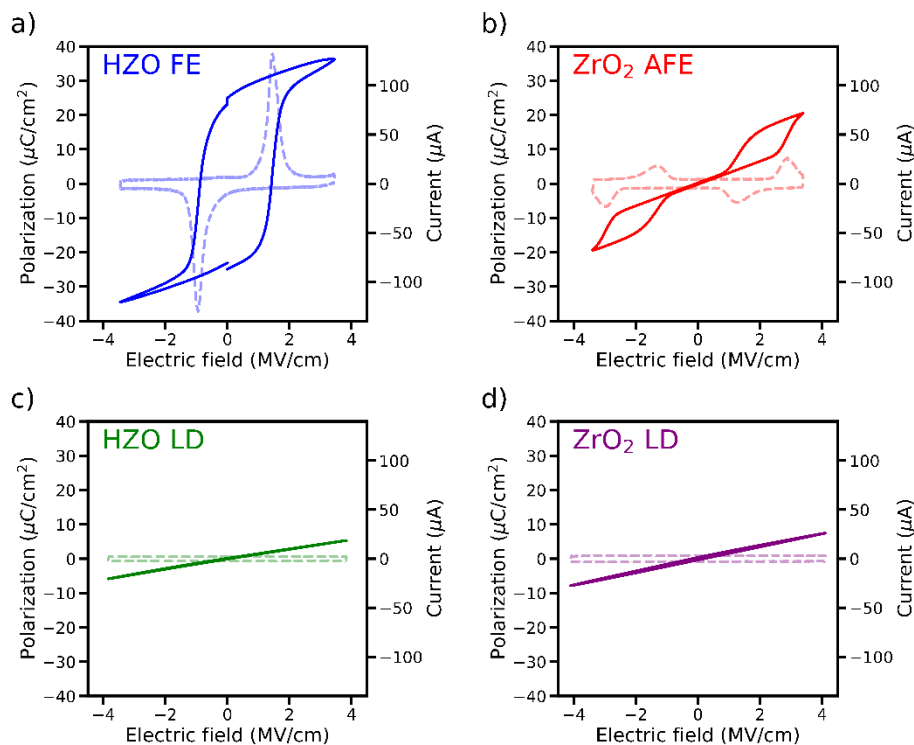 a)
HZO FE
40
30
20
10
0
−10
−20
−30
−40
Polarization (μC/cm²)
100
50
0
−50
−100
Current (μA)
−4 −2 0 2 4
Electric field (MV/cm)
b)
ZrO₂ AFE
40
30
20
10
0
−10
−20
−30
−40
Polarization (μC/cm²)
100
50
0
−50
−100
Current (μA)
−4 −2 0 2 4
Electric field (MV/cm)
c)
HZO LD
40
30
20
10
0
−10
−20
−30
−40
Polarization (μC/cm²)
100
50
0
−50
−100
Current (μA)
−4 −2 0 2 4
Electric field (MV/cm)
d)
ZrO₂ LD
40
30
20
10
0
−10
−20
−30
−40
Polarization (μC/cm²)
100
50
0
−50
−100
Current (μA)
−4 −2 0 2 4
Electric field (MV/cm)